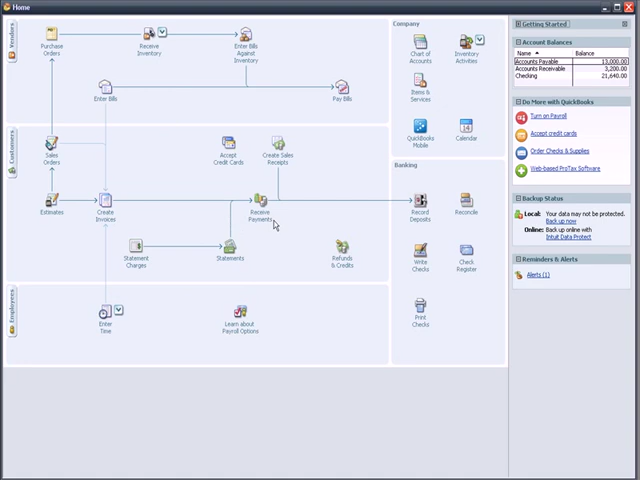 Home
Vendors
Purchase
Orders
Receive
Inventory
Enter Bills
Against
Inventory
Enter Bills
Pay Bills
Customers
Sales
Orders
Accept
Credit Cards
Create Sales
Receipts
Estimates
Create
Invoices
Receive
Payments
Statement
Charges
Statements
Refunds
& Credits
Employees
Enter
Time
Learn about
Payroll Options
Company
Chart of
Accounts
Inventory
Activities
Items &
Services
QuickBooks
Mobile
Calendar
Banking
Record
Deposits
Reconcile
Write
Checks
Check
Register
Print
Checks
Getting Started
Account Balances
Name Balance
Accounts Payable 13,000.00
Accounts Receivable 3,200.00
Checking 21,640.00
Do More with QuickBooks
Turn on Payroll
Accept credit cards
Order Checks & Supplies
Web-based ProTax Software
Backup Status
Local: Your data may not be protected.
Back up now
Online: Back up online with
Intuit Data Protect
Reminders & Alerts
Alerts (1)